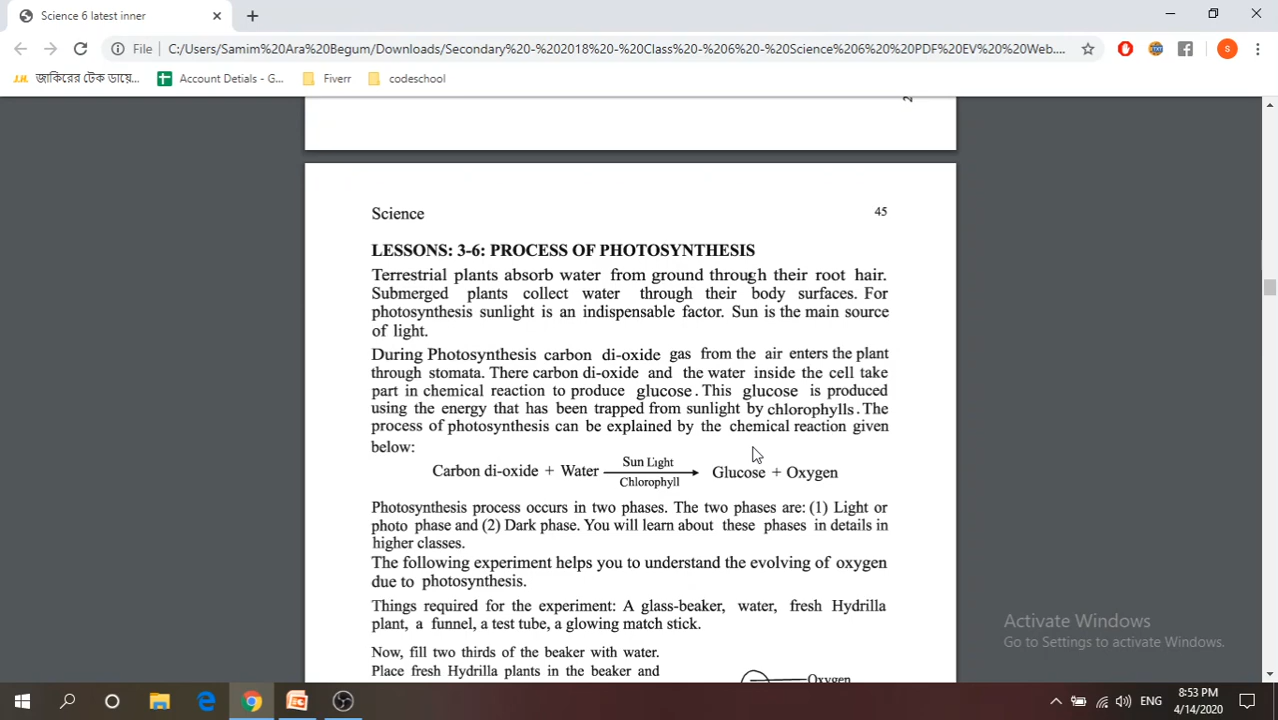 Science 6 latest inner
File
C:/Users/Samim%20Ara%20Begum/Downloads/Secondary%20-%202018%20-%20Class%20-%206%20-%20Science%206%20%20PDF%20EV%20%20Web....
S
J.H. জাকিরের টেক ডায়ে...
Account Detials - G...
Fiverr
codeschool
2
Science
45
LESSONS: 3-6: PROCESS OF PHOTOSYNTHESIS
Terrestrial plants absorb water from ground through their root hair.
Submerged plants collect water through their body surfaces. For
photosynthesis sunlight is an indispensable factor. Sun is the main source
of light.
During Photosynthesis carbon di-oxide gas from the air enters the plant
through stomata. There carbon di-oxide and the water inside the cell take
part in chemical reaction to produce glucose. This glucose is produced
using the energy that has been trapped from sunlight by chlorophylls. The
process of photosynthesis can be explained by the chemical reaction given
below:
Sun Light
Carbon di-oxide + Water Glucose + Oxygen
Chlorophyll
Photosynthesis process occurs in two phases. The two phases are: (1) Light or
photo phase and (2) Dark phase. You will learn about these phases in details in
higher classes.
The following experiment helps you to understand the evolving of oxygen
due to photosynthesis.
Things required for the experiment: A glass-beaker, water, fresh Hydrilla
plant, a funnel, a test tube, a glowing match stick.
Now, fill two thirds of the beaker with water.
Place fresh Hydrilla plants in the beaker and
Oxygen
Activate Windows
Go to Settings to activate Windows.
ENG
8:53 PM
4/14/2020